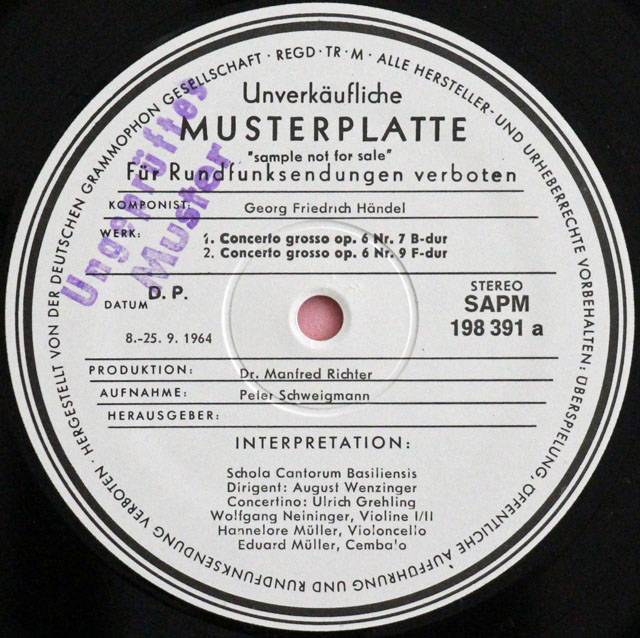 HERGESTELLT VON DER DEUTSCHEN GRAMMOPHON GESELLSCHAFT · REGD · TR · M · ALLE HERSTELLER- UND URHEBERRECHTE VORBEHALTEN: ÜBERSPIELUNG, ÖFFENTLICHE AUFFÜHRUNG UND RUNDFUNKSENDUNG VERBOTEN ·
Unverkäufliche
MUSTERPLATTE
"sample not for sale"
Für Rundfunksendungen verboten
Ungeprüftes
Muster
KOMPONIST: Georg Friedrich Händel
WERK: 1. Concerto grosso op. 6 Nr. 7 B-dur
2. Concerto grosso op. 6 Nr. 9 F-dur
D. P.
DATUM
8.-25. 9. 1964
STEREO
SAPM
198 391 a
PRODUKTION: Dr. Manfred Richter
AUFNAHME: Peter Schweigmann
HERAUSGEBER:
INTERPRETATION:
Schola Cantorum Basiliensis
Dirigent: August Wenzinger
Concertino: Ulrich Grehling
Wolfgang Neininger, Violine I/II
Hannelore Müller, Violoncello
Eduard Müller, Cemba'o